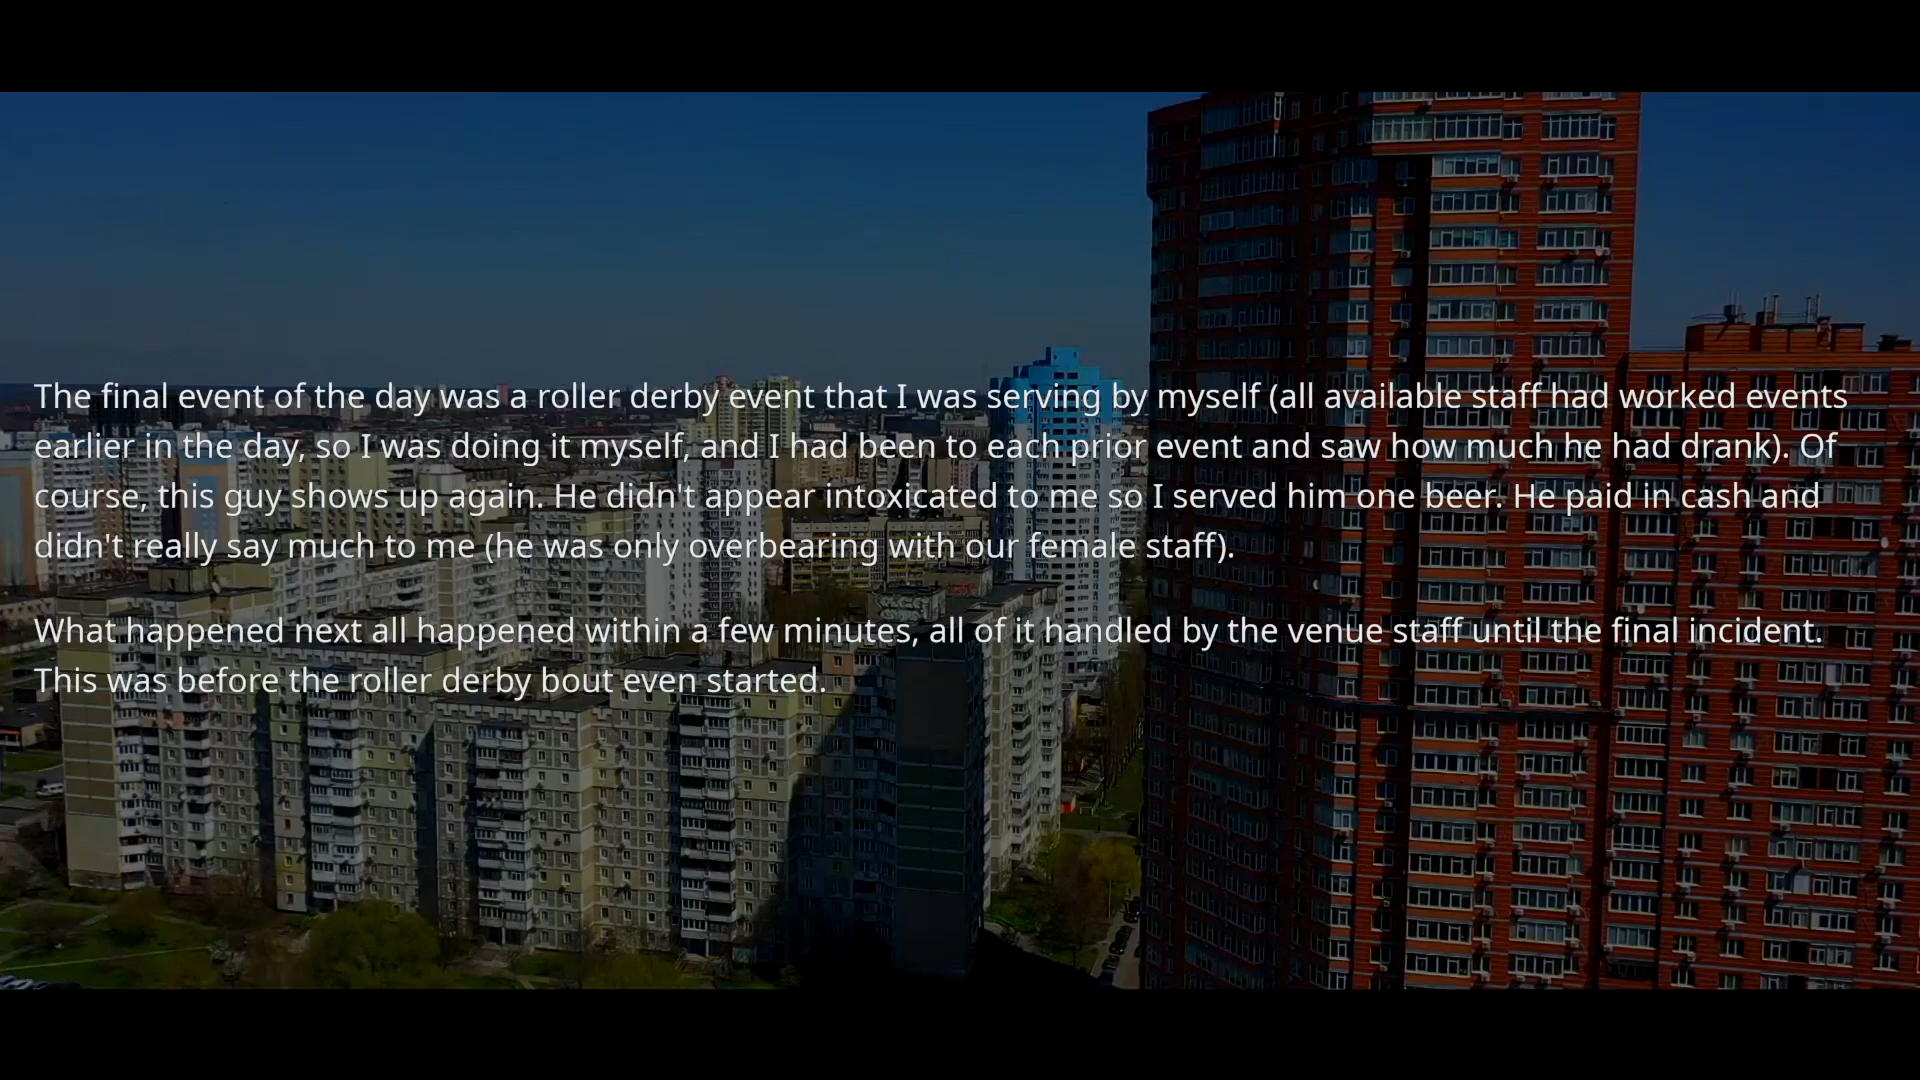 The final event of the day was a roller derby event that I was serving by myself (all available staff had worked events
earlier in the day, so I was doing it myself, and I had been to each prior event and saw how much he had drank). Of
course, this guy shows up again. He didn't appear intoxicated to me so I served him one beer. He paid in cash and
didn't really say much to me (he was only overbearing with our female staff).
What happened next all happened within a few minutes, all of it handled by the venue staff until the final incident.
This was before the roller derby bout even started.